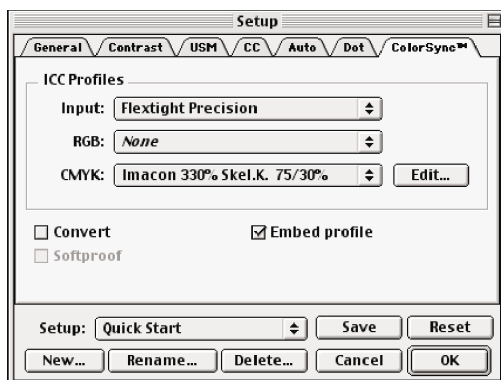 Setup
General Contrast USM CC Auto Dot ColorSync™
ICC Profiles
Input: Flextight Precision
RGB: None
CMYK: Imacon 330% Skel.K. 75/30% Edit...
Convert Embed profile
Softproof
Setup: Quick Start Save Reset
New... Rename... Delete... Cancel OK